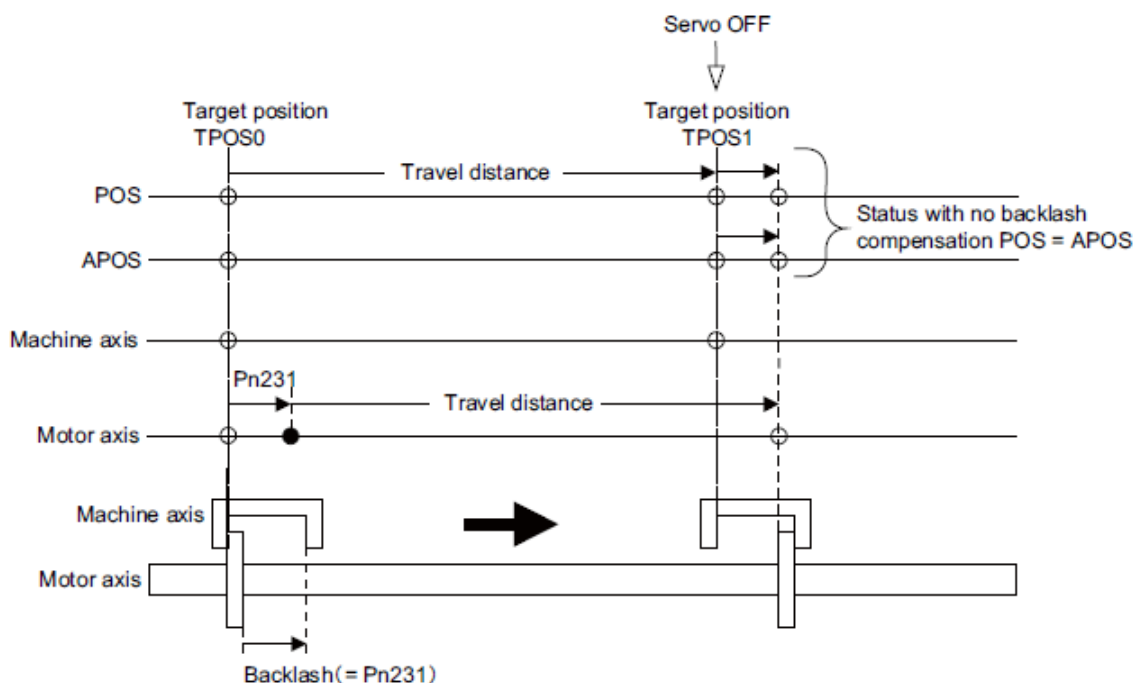 Servo OFF
Target position
TPOS0
Target position
TPOS1
Travel distance
POS
Status with no backlash
compensation POS = APOS
APOS
Machine axis
Pn231
Travel distance
Motor axis
Machine axis
Motor axis
Backlash(= Pn231)